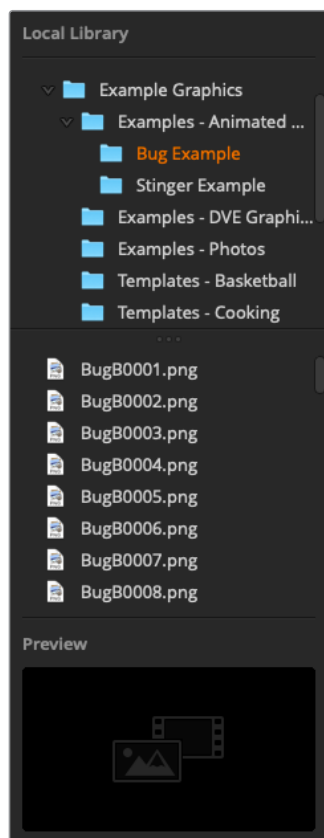 Local Library
Example Graphics
Examples - Animated ...
Bug Example
Stinger Example
Examples - DVE Graphi...
Examples - Photos
Templates - Basketball
Templates - Cooking
BugB0001.png
BugB0002.png
BugB0003.png
BugB0004.png
BugB0005.png
BugB0006.png
BugB0007.png
BugB0008.png
Preview